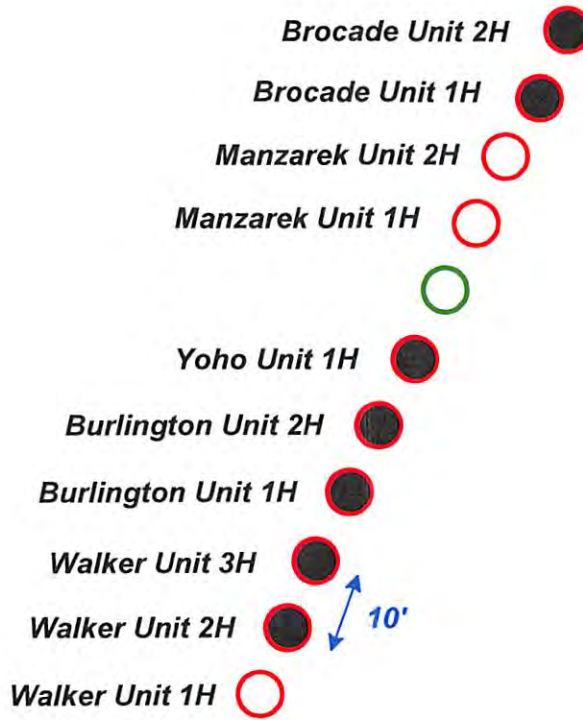 Brocade Unit 2H
Brocade Unit 1H
Manzarek Unit 2H
Manzarek Unit 1H
Yoho Unit 1H
Burlington Unit 2H
Burlington Unit 1H
Walker Unit 3H
10'
Walker Unit 2H
Walker Unit 1H